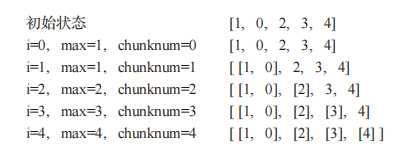 初始状态 [1, 0, 2, 3, 4]
i=0, max=1, chunknum=0 [1, 0, 2, 3, 4]
i=1, max=1, chunknum=1 [ [1, 0], 2, 3, 4]
i=2, max=2, chunknum=2 [ [1, 0], [2], 3, 4]
i=3, max=3, chunknum=3 [ [1, 0], [2], [3], 4]
i=4, max=4, chunknum=4 [ [1, 0], [2], [3], [4] ]